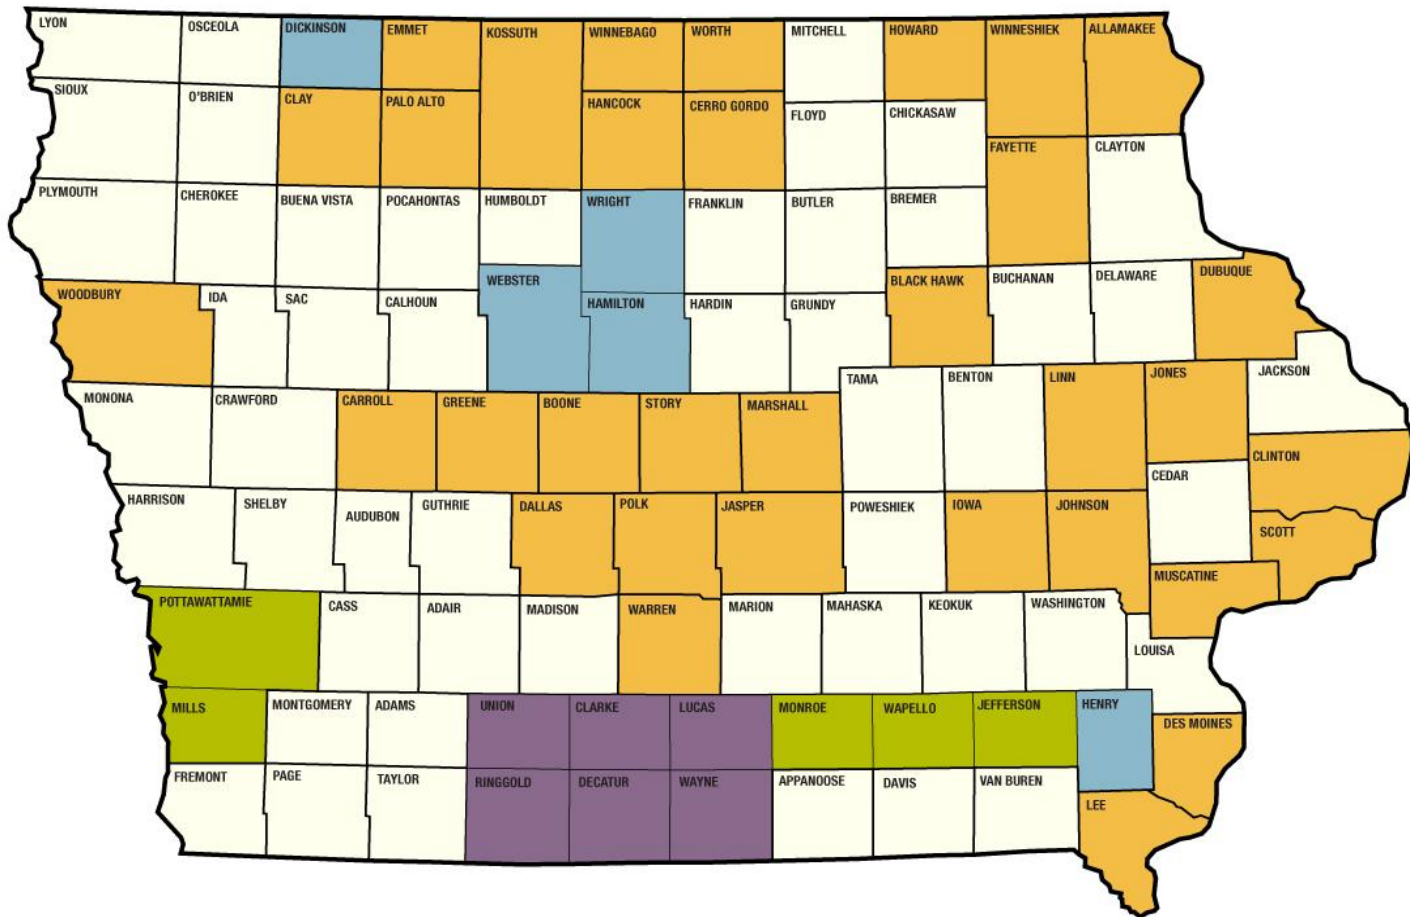 LYON
OSCEOLA
DICKINSON
EMMET
KOSSUTH
WINNEBAGO
WORTH
MITCHELL
HOWARD
WINNESHIEK
ALLAMAKEE
SIOUX
O'BRIEN
CLAY
PALO ALTO
HANCOCK
CERRO GORDO
FLOYD
CHICKASAW
FAYETTE
CLAYTON
PLYMOUTH
CHEROKEE
BUENA VISTA
POCAHONTAS
HUMBOLDT
WRIGHT
FRANKLIN
BUTLER
BREMER
WOODBURY
IDA
SAC
CALHOUN
WEBSTER
HAMILTON
HARDIN
GRUNDY
BLACK HAWK
BUCHANAN
DELAWARE
DUBUQUE
MONONA
CRAWFORD
CARROLL
GREENE
BOONE
STORY
MARSHALL
TAMA
BENTON
LINN
JONES
JACKSON
CLINTON
CEDAR
HARRISON
SHELBY
AUDUBON
GUTHRIE
DALLAS
POLK
JASPER
POWESHIEK
IOWA
JOHNSON
SCOTT
MUSCATINE
POTTAWATTAMIE
CASS
ADAIR
MADISON
WARREN
MARION
MAHASKA
KEOKUK
WASHINGTON
LOUISA
MILLS
MONTGOMERY
ADAMS
UNION
CLARKE
LUCAS
MONROE
WAPELLO
JEFFERSON
HENRY
DES MOINES
FREMONT
PAGE
TAYLOR
RINGGOLD
DECATUR
WAYNE
APPANOOSE
DAVIS
VAN BUREN
LEE